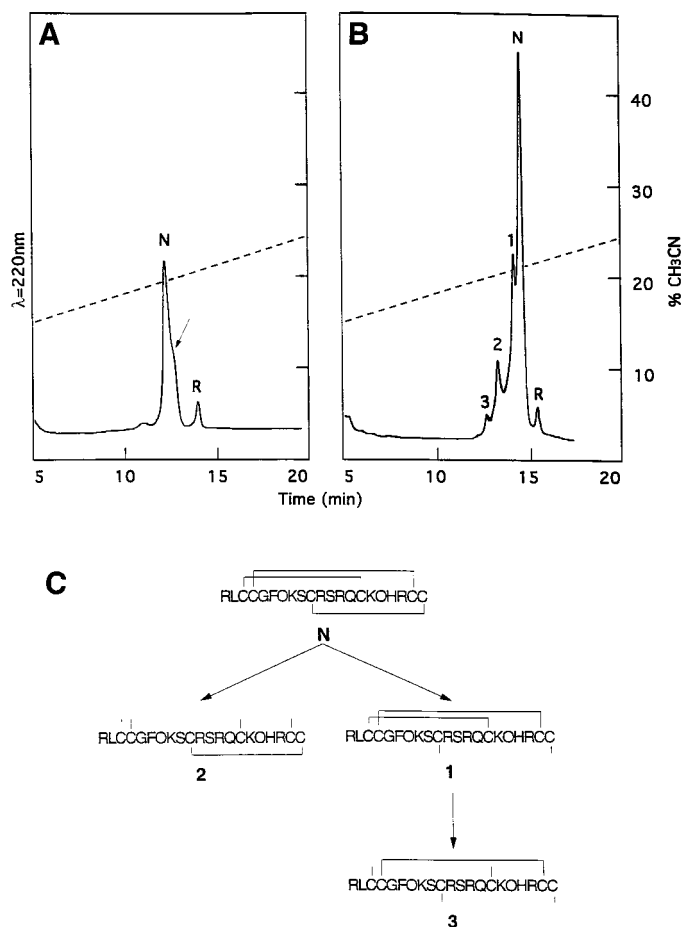 A
B
N
N
40
30
λ=220nm
1
20
% CH3CN
2
R
3
R
10
5 10 15 20
5 10 15 20
Time (min)
C
RLCCGFOKSCRSRQCKOHRCC
N
RLCCGFOKSCRSRQCKOHRCC
RLCCGFOKSCRSRQCKOHRCC
2
1
RLCCGFOKSCRSRQCKOHRCC
3